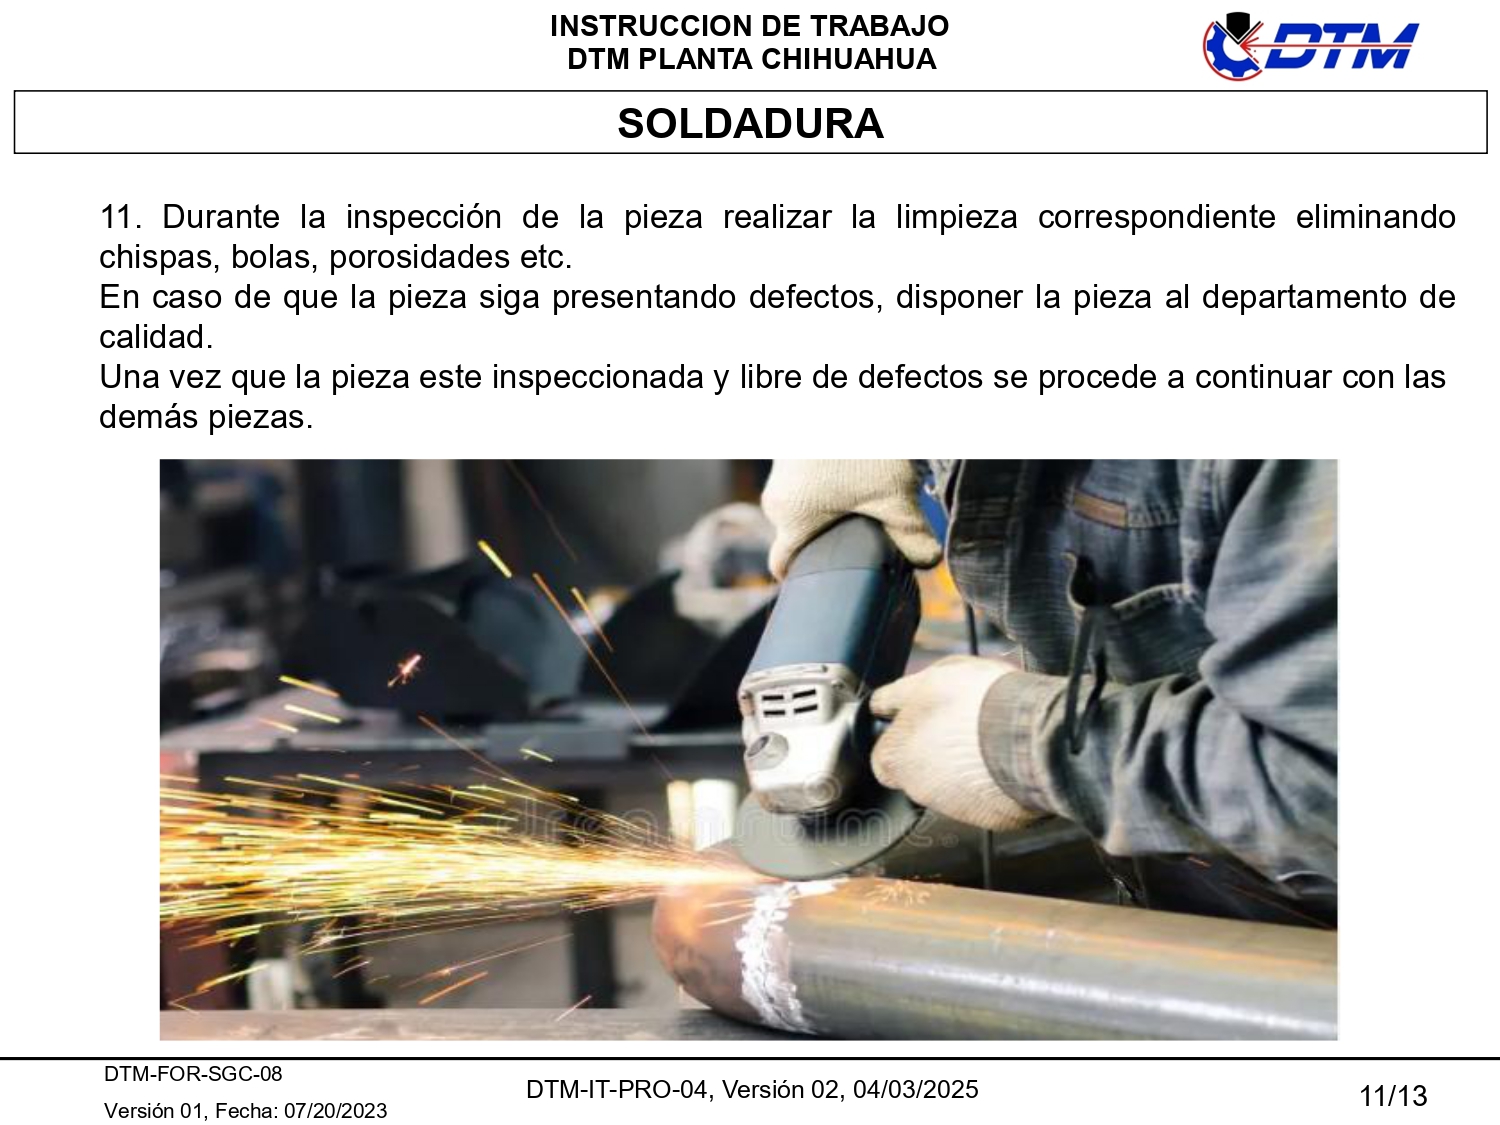 INSTRUCCION DE TRABAJO
DTM PLANTA CHIHUAHUA
DTM
SOLDADURA
11. Durante la inspección de la pieza realizar la limpieza correspondiente eliminando
chispas, bolas, porosidades etc.
En caso de que la pieza siga presentando defectos, disponer la pieza al departamento de
calidad.
Una vez que la pieza este inspeccionada y libre de defectos se procede a continuar con las
demás piezas.
dreamstime.
DTM-FOR-SGC-08
Versión 01, Fecha: 07/20/2023
DTM-IT-PRO-04, Versión 02, 04/03/2025
11/13